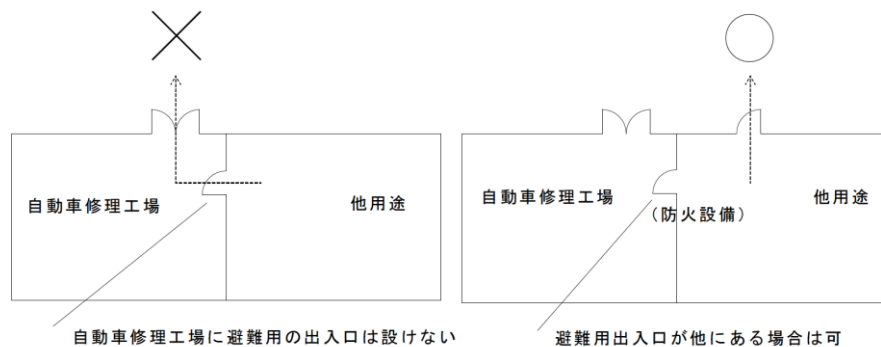 自動車修理工場
他用途
自動車修理工場に避難用の出入口は設けない
自動車修理工場
(防火設備)
他用途
避難用出入口が他にある場合は可